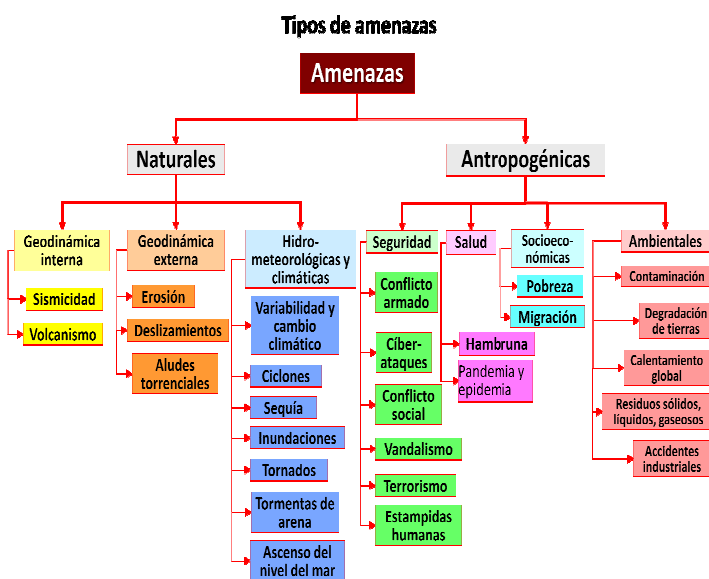 Tipos de amenazas
Amenazas
Naturales
Antropogénicas
Geodinámica
interna
Sismicidad
Volcanismo
Geodinámica
externa
Erosión
Deslizamientos
Aludes
torrenciales
Hidro-
meteorológicas y
climáticas
Variabilidad y
cambio
climático
Ciclones
Sequía
Inundaciones
Tornados
Tormentas de
arena
Ascenso del
nivel del mar
Seguridad
Conflicto
armado
Cíber-
ataques
Conflicto
social
Vandalismo
Terrorismo
Estampidas
humanas
Salud
Hambruna
Pandemia y
epidemia
Socioeco-
nómicas
Pobreza
Migración
Ambientales
Contaminación
Degradación
de tierras
Calentamiento
global
Residuos sólidos,
líquidos, gaseosos
Accidentes
industriales